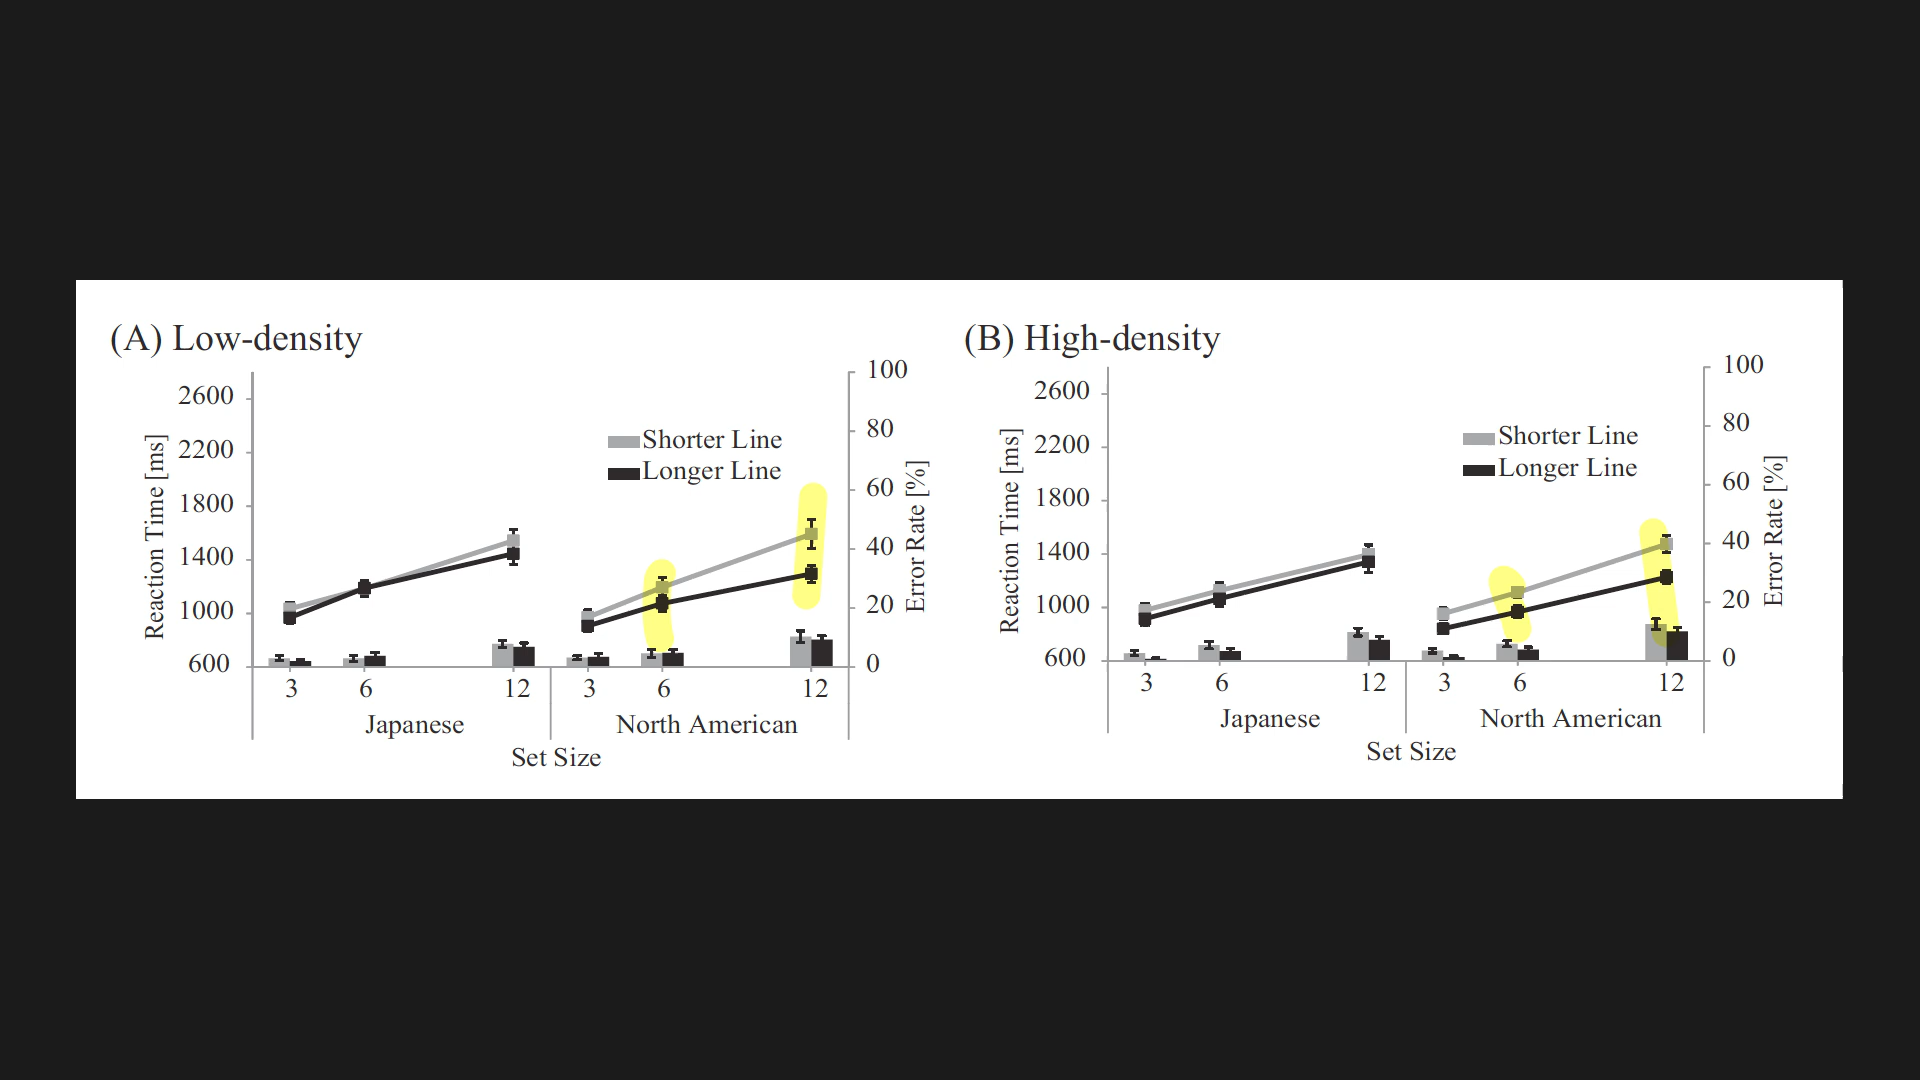 (A) Low-density
2600
2200
1800
1400
1000
600
Reaction Time [ms]
Shorter Line
Longer Line
100
80
60
40
20
0
Error Rate [%]
3 6 12 3 6 12
Japanese North American
Set Size
(B) High-density
2600
2200
1800
1400
1000
600
Reaction Time [ms]
Shorter Line
Longer Line
100
80
60
40
20
0
Error Rate [%]
3 6 12 3 6 12
Japanese North American
Set Size